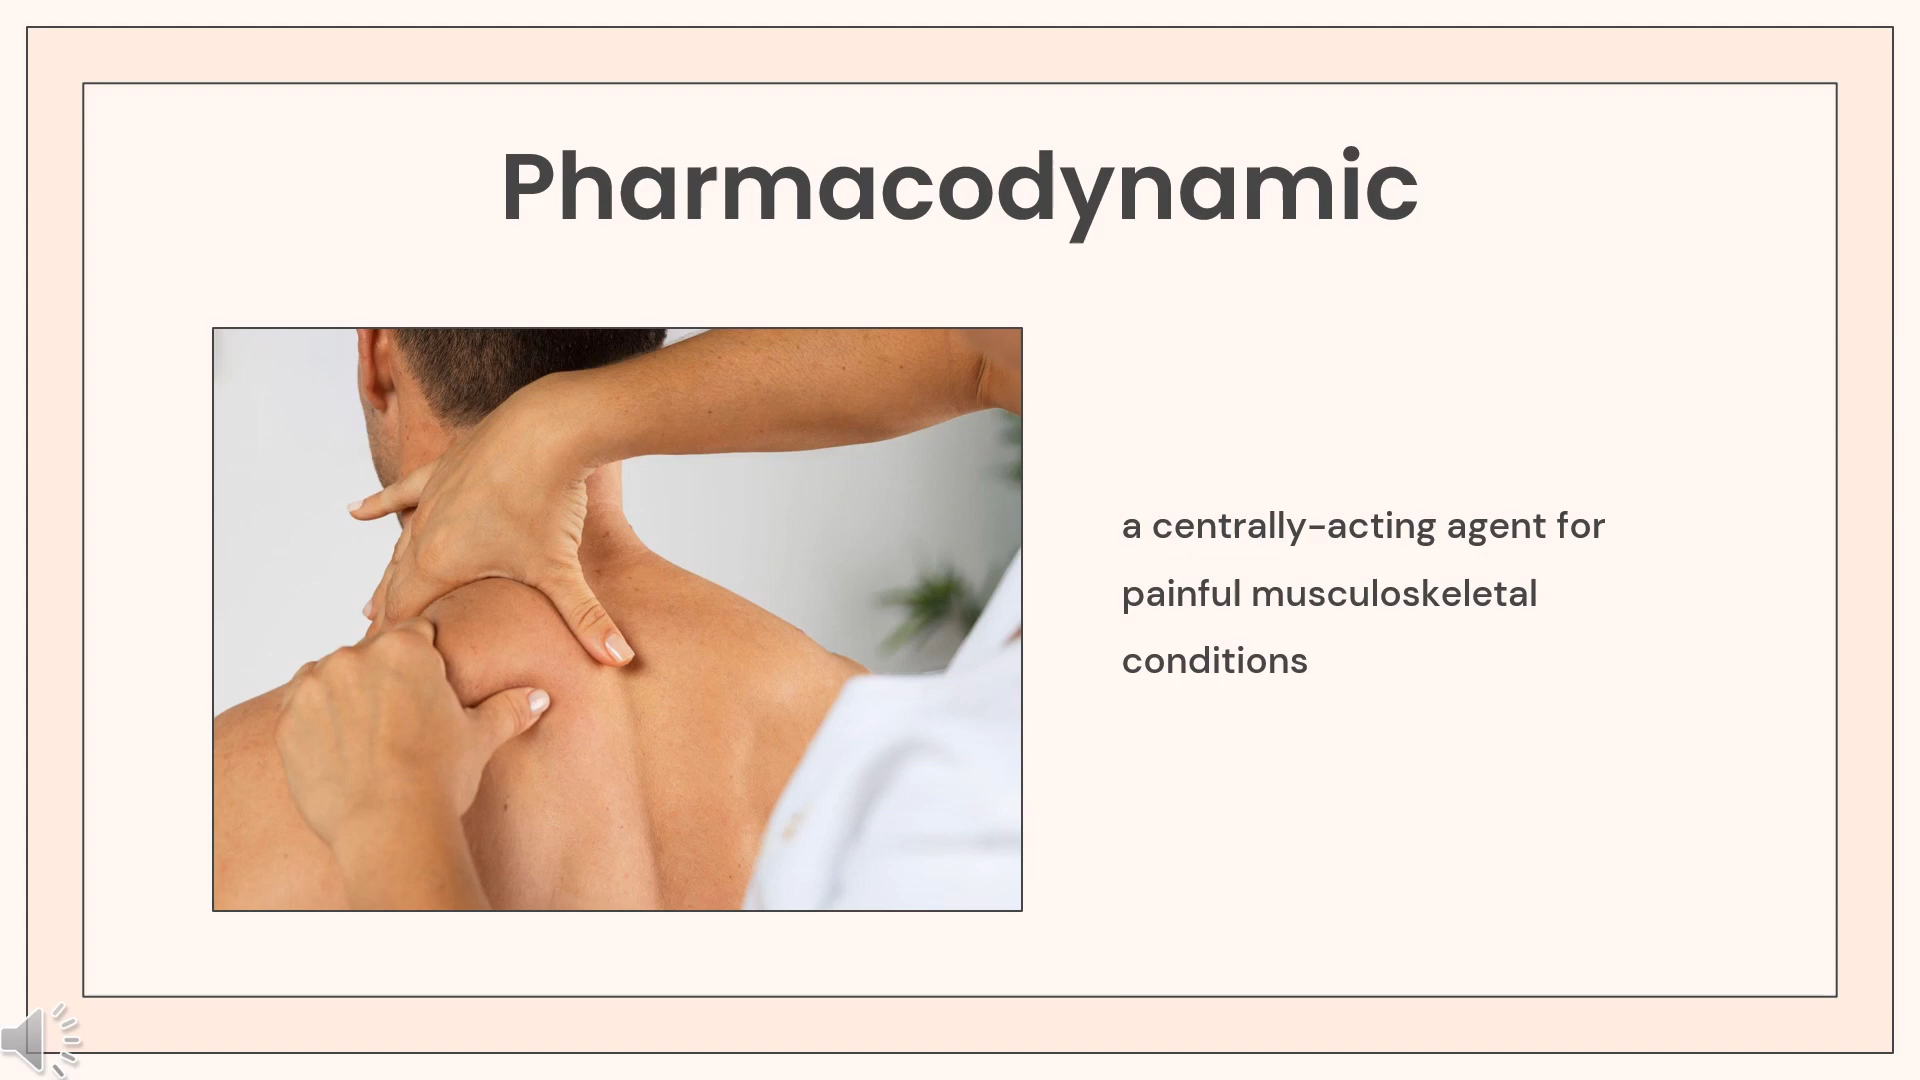 Pharmacodynamic
a centrally-acting agent for
painful musculoskeletal
conditions